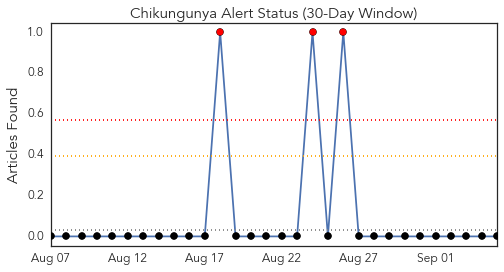 Chikungunya Alert Status (30-Day Window)
Articles Found
1.0
0.8
0.6
0.4
0.2
0.0
Aug 07 Aug 12 Aug 17 Aug 22 Aug 27 Sep 01